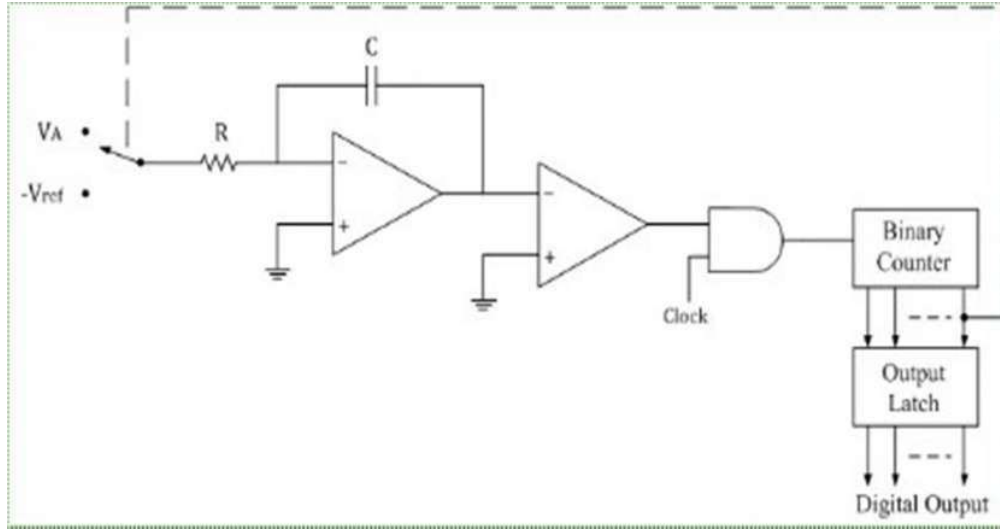 C
VA
R
-Vref
-
+
-
+
Clock
Binary
Counter
Output
Latch
Digital Output